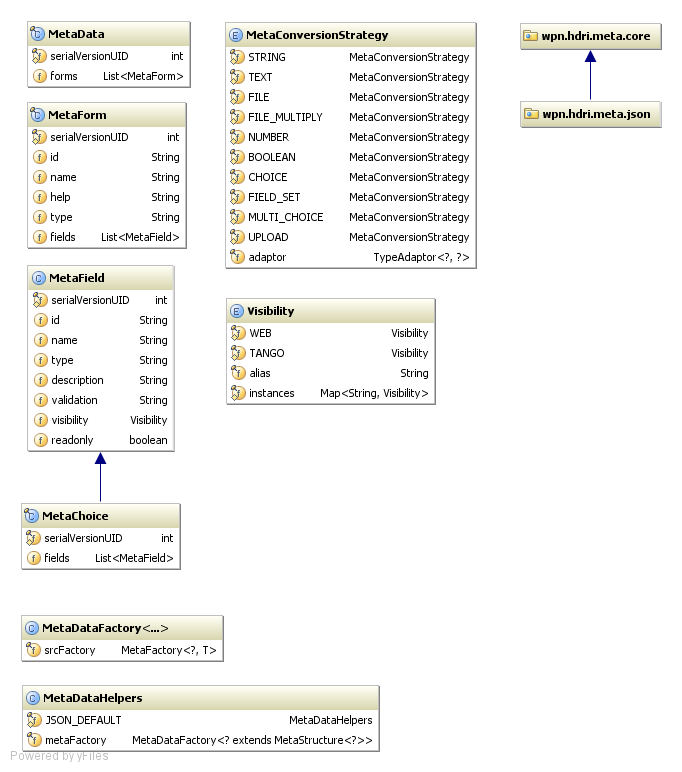 MetaData
serialVersionUID int
forms List<MetaForm>
MetaForm
serialVersionUID int
id String
name String
help String
type String
fields List<MetaField>
MetaField
serialVersionUID int
id String
name String
type String
description String
validation String
visibility Visibility
readonly boolean
MetaChoice
serialVersionUID int
fields List<MetaField>
MetaDataFactory<...>
srcFactory MetaFactory<?, T>
MetaDataHelpers
JSON_DEFAULT MetaDataHelpers
metaFactory MetaDataFactory<? extends MetaStructure<?>>
MetaConversionStrategy
STRING MetaConversionStrategy
TEXT MetaConversionStrategy
FILE MetaConversionStrategy
FILE_MULTIPLY MetaConversionStrategy
NUMBER MetaConversionStrategy
BOOLEAN MetaConversionStrategy
CHOICE MetaConversionStrategy
FIELD_SET MetaConversionStrategy
MULTI_CHOICE MetaConversionStrategy
UPLOAD MetaConversionStrategy
adaptor TypeAdaptor<?, ?>
Visibility
WEB Visibility
TANGO Visibility
alias String
instances Map<String, Visibility>
wpn.hdri.meta.core
wpn.hdri.meta.json
Powered by yFiles